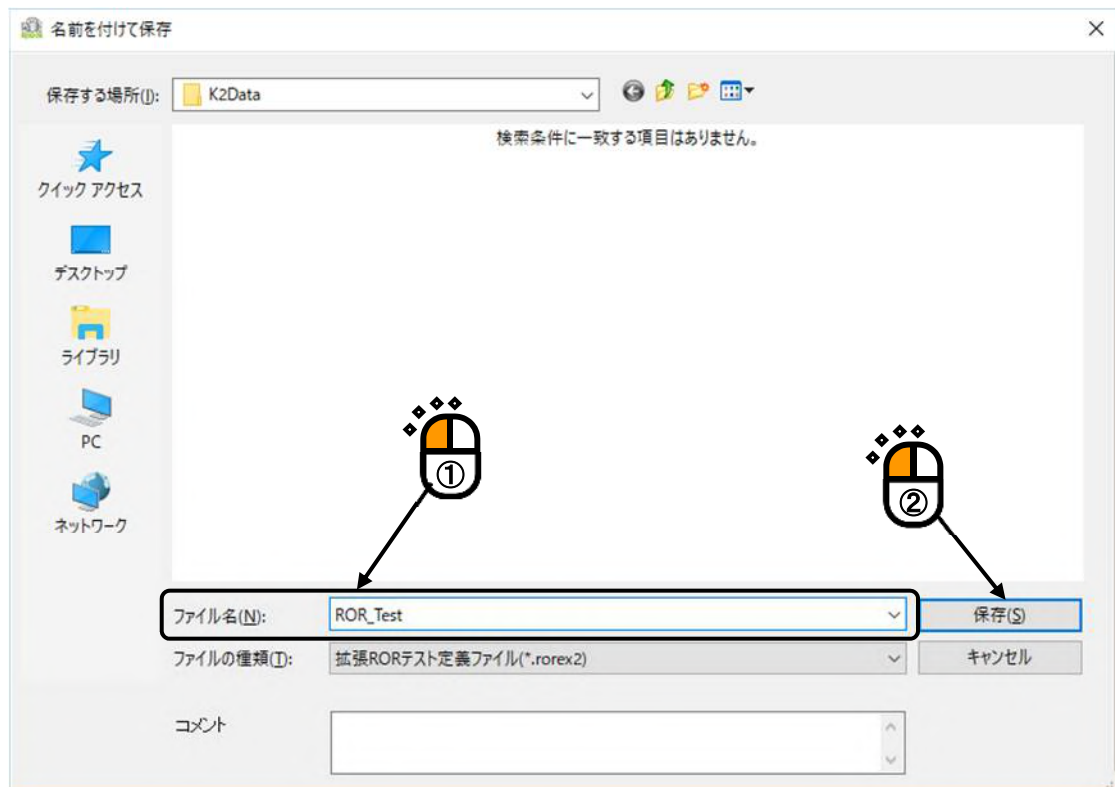 名前を付けて保存
保存する場所(I):
K2Data
検索条件に一致する項目はありません。
クイック アクセス
デスクトップ
ライブラリ
PC
ネットワーク
①
②
ファイル名(N):
ROR_Test
保存(S)
ファイルの種類(T):
拡張RORテスト定義ファイル(*.rorex2)
キャンセル
コメント